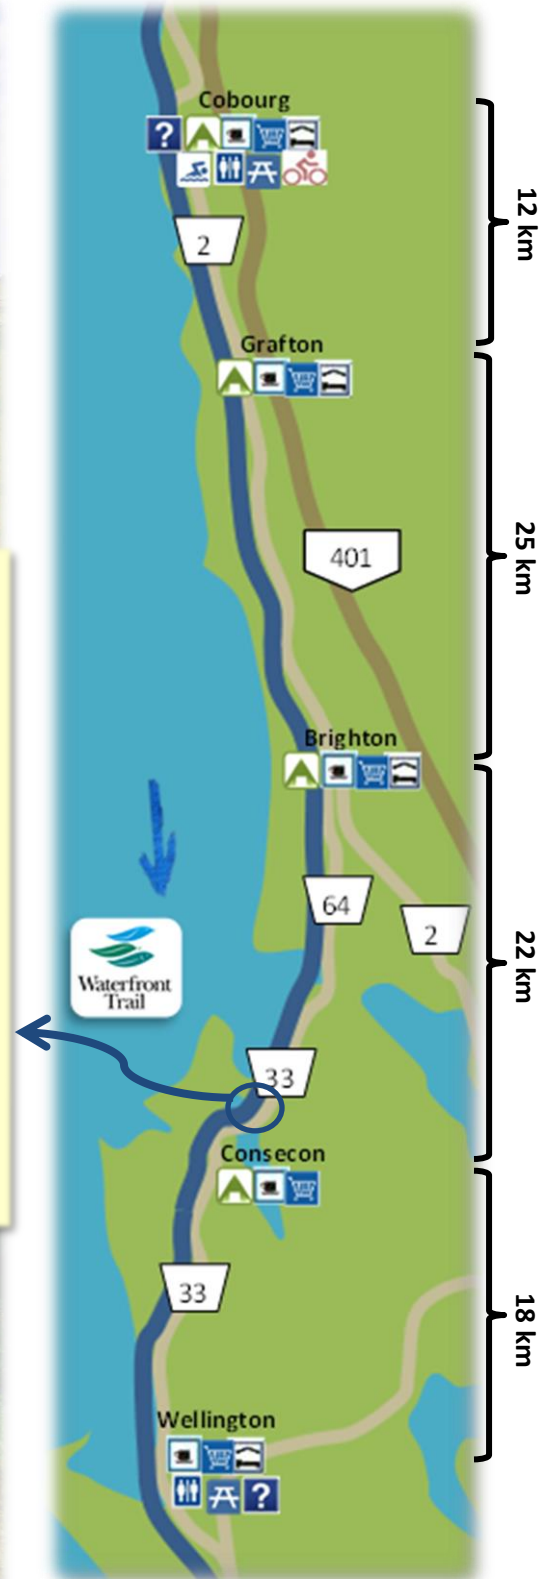 Cobourg
?
12 km
2
Grafton
25 km
401
Brighton
64
2
22 km
Waterfront
Trail
33
Consecon
33
18 km
Wellington
?